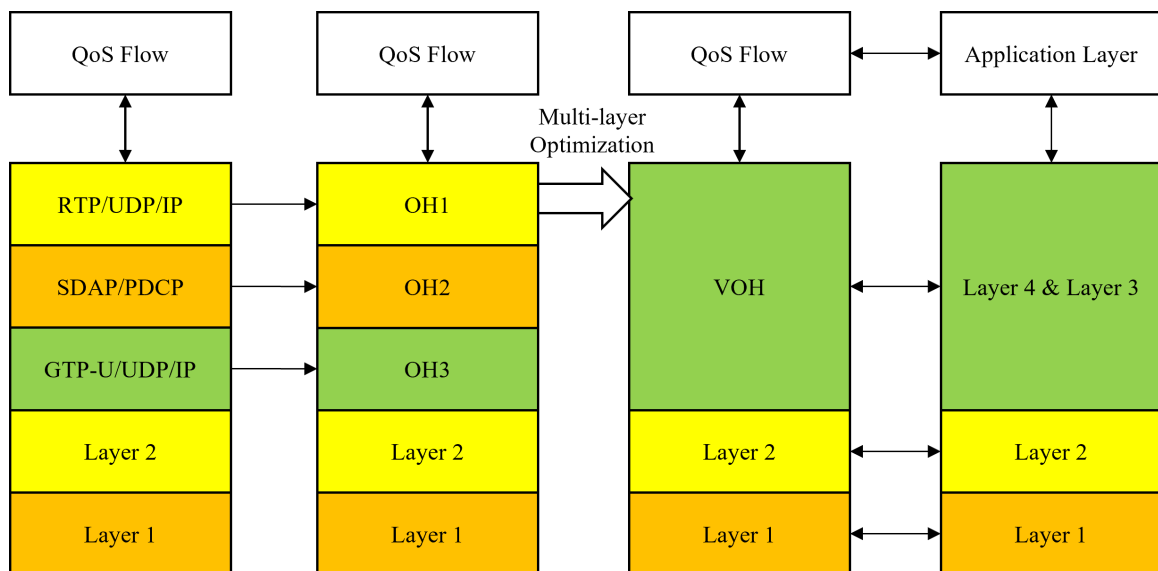 QoS Flow
QoS Flow
QoS Flow
Application Layer
Multi-layer
Optimization
RTP/UDP/IP
OH1
SDAP/PDCP
OH2
VOH
Layer 4 & Layer 3
GTP-U/UDP/IP
OH3
Layer 2
Layer 2
Layer 2
Layer 2
Layer 1
Layer 1
Layer 1
Layer 1